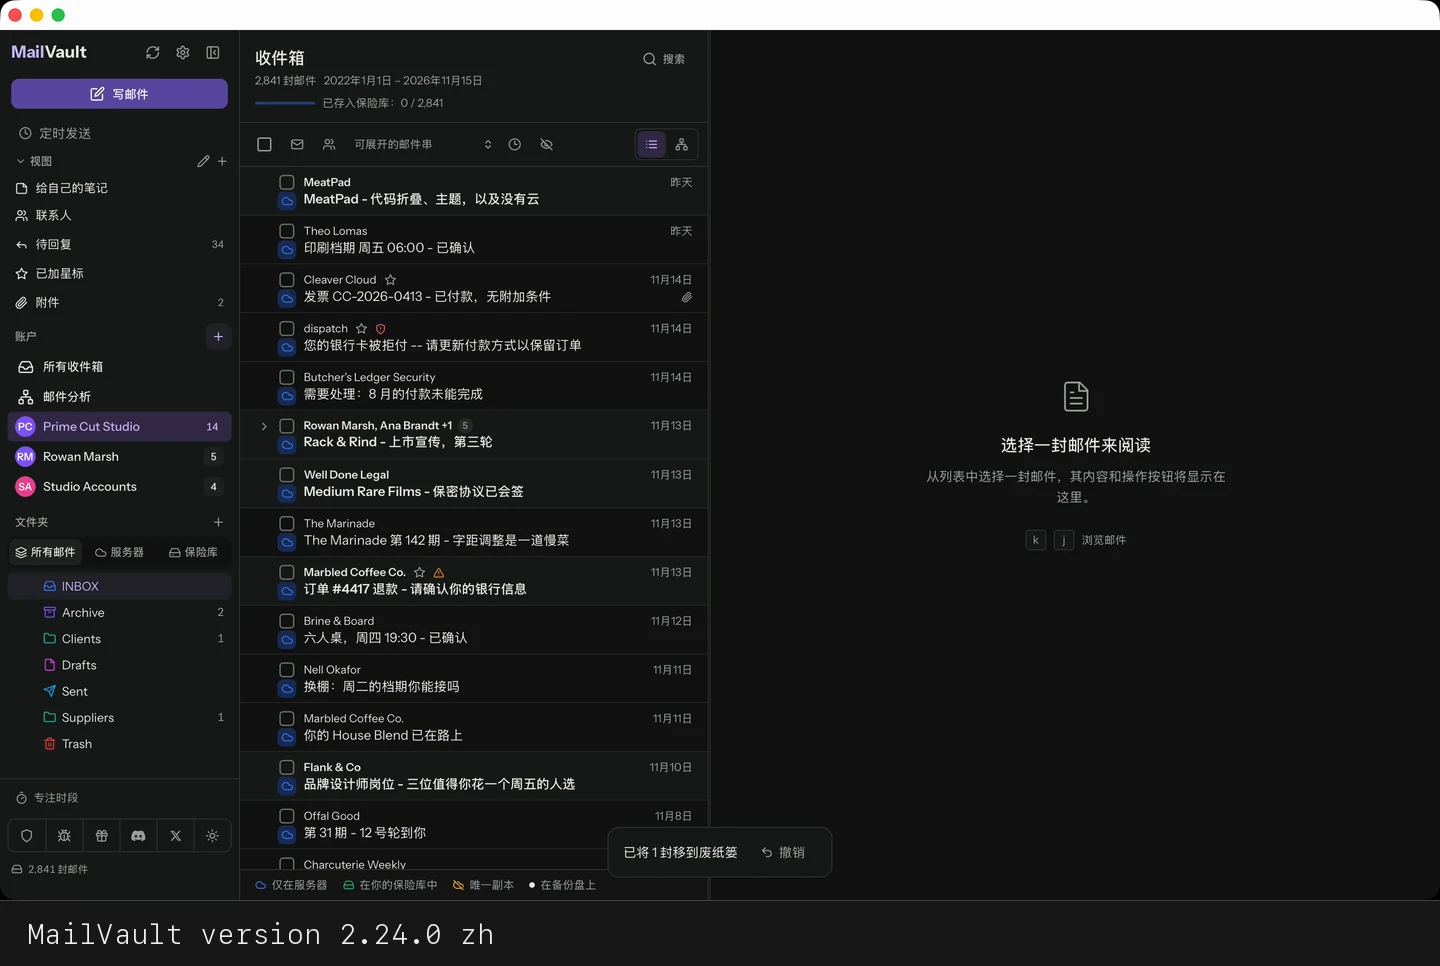 MailVault
写邮件
定时发送
视图
给自己的笔记
联系人
待回复 34
已加星标
附件 2
账户
所有收件箱
邮件分析
PC Prime Cut Studio 14
RM Rowan Marsh 5
SA Studio Accounts 4
文件夹
所有邮件 服务器 保险库
INBOX
Archive 2
Clients 1
Drafts
Sent
Suppliers 1
Trash
专注时段
2,841 封邮件
收件箱
搜索
2,841 封邮件 2022年1月1日 – 2026年11月15日
已存入保险库：0 / 2,841
可展开的邮件串
MeatPad 昨天
MeatPad - 代码折叠、主题，以及没有云
Theo Lomas 昨天
印刷档期 周五 06:00 - 已确认
Cleaver Cloud 11月14日
发票 CC-2026-0413 - 已付款，无附加条件
dispatch 11月14日
您的银行卡被拒付 -- 请更新付款方式以保留订单
Butcher's Ledger Security 11月14日
需要处理：8 月的付款未能完成
Rowan Marsh, Ana Brandt +1 5 11月13日
Rack & Rind - 上市宣传，第三轮
Well Done Legal 11月13日
Medium Rare Films - 保密协议已会签
The Marinade 11月13日
The Marinade 第 142 期 - 字距调整是一道慢菜
Marbled Coffee Co. 11月13日
订单 #4417 退款 - 请确认你的银行信息
Brine & Board 11月12日
六人桌，周四 19:30 - 已确认
Nell Okafor 11月11日
换棚：周二的档期你能接吗
Marbled Coffee Co. 11月11日
你的 House Blend 已在路上
Flank & Co 11月10日
品牌设计师岗位 - 三位值得你花一个周五的人选
Offal Good 11月8日
第 31 期 - 12 号轮到你
Charcuterie Weekly
仅在服务器 在你的保险库中 唯一副本 在备份盘上
选择一封邮件来阅读
从列表中选择一封邮件，其内容和操作按钮将显示在
这里。
k j 浏览邮件
已将 1 封移到废纸篓 撤销
MailVault version 2.24.0 zh